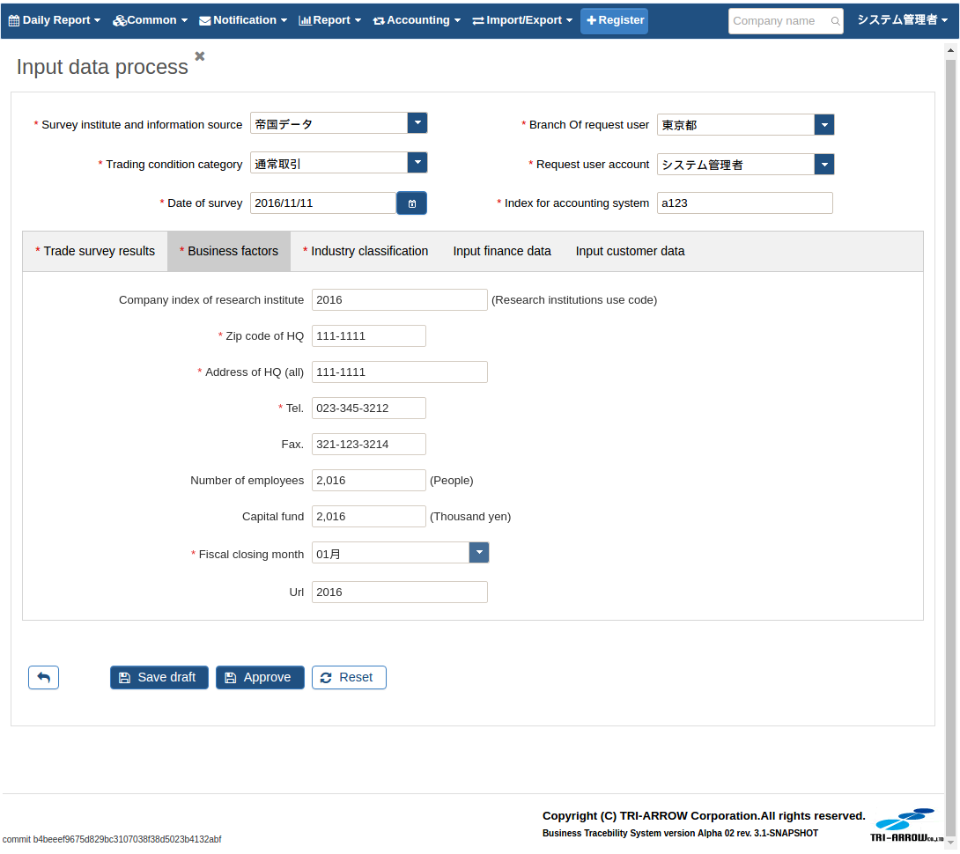 Daily Report Common Notification Report Accounting Import/Export Register Company name システム管理者
Input data process
* Survey institute and information source 帝国データ * Branch Of request user 東京都
* Trading condition category 通常取引 * Request user account システム管理者
* Date of survey 2016/11/11 * Index for accounting system a123
* Trade survey results * Business factors * Industry classification Input finance data Input customer data
Company index of research institute 2016 (Research institutions use code)
* Zip code of HQ 111-1111
* Address of HQ (all) 111-1111
* Tel. 023-345-3212
Fax. 321-123-3214
Number of employees 2,016 (People)
Capital fund 2,016 (Thousand yen)
* Fiscal closing month 01月
Url 2016
Save draft Approve Reset
Copyright (C) TRI-ARROW Corporation.All rights reserved.
Business Tracebility System version Alpha 02 rev. 3.1-SNAPSHOT
TRI-ARROW CO.,LTD
commit b4beeef9675d829bc3107038f38d5023b4132abf